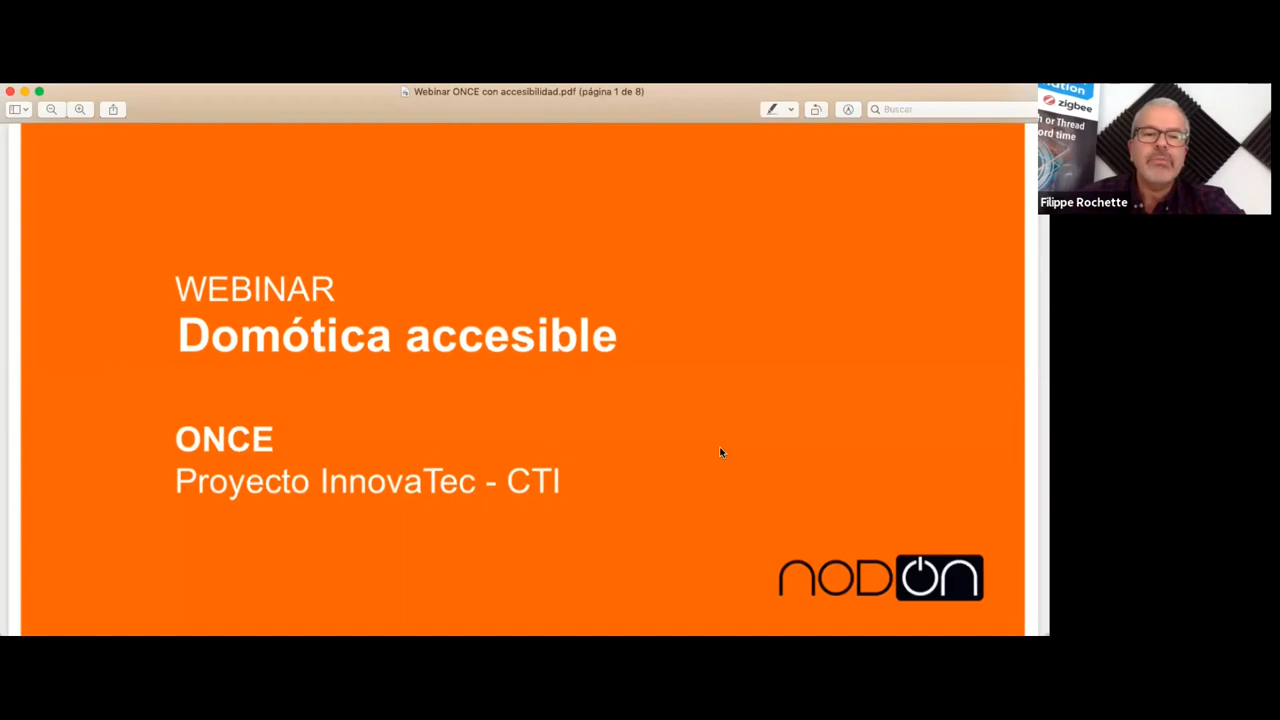 Webinar ONCE con accesibilidad.pdf (página 1 de 8)
Buscar
zigbee
or Thread
time
Filippe Rochette
WEBINAR
Domótica accesible
ONCE
Proyecto InnovaTec - CTI
NODON